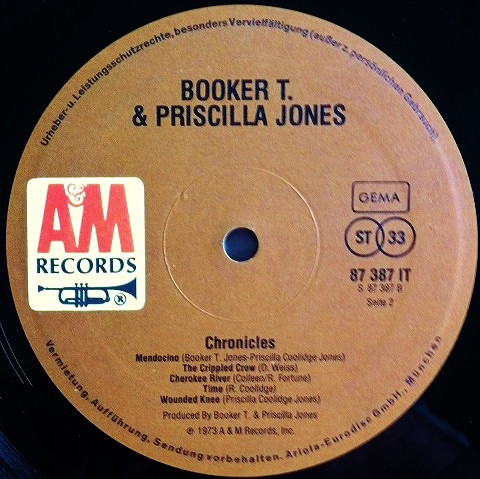 Urheber- u. Leistungsschutzrechte, besonders Vervielfältigung (außer z. persönlichen Gebrauch),
BOOKER T.
& PRISCILLA JONES
A&M
RECORDS
®
GEMA
ST 33
87 387 IT
S 87 387 B
Seite 2
Chronicles
Mendocino (Booker T. Jones-Priscilla Coolidge Jones)
The Crippled Crow (D. Weiss)
Cherokee River (Colleen/R. Fortune)
Time (R. Coolidge)
Wounded Knee (Priscilla Coolidge Jones)
Produced By Booker T. & Priscilla Jones
℗ 1973 A & M Records, Inc.
Vermietung, Aufführung, Sendung vorbehalten. Ariola-Eurodisc GmbH., München